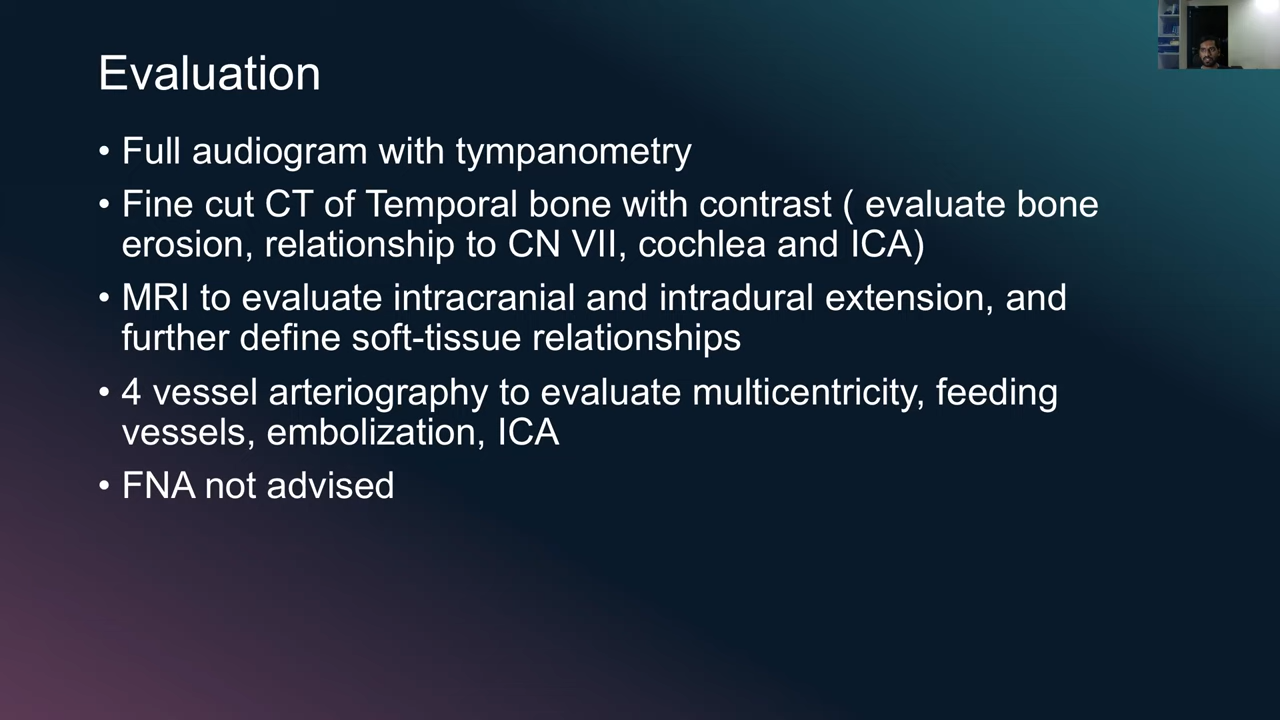 Evaluation
• Full audiogram with tympanometry
• Fine cut CT of Temporal bone with contrast ( evaluate bone
erosion, relationship to CN VII, cochlea and ICA)
• MRI to evaluate intracranial and intradural extension, and
further define soft-tissue relationships
• 4 vessel arteriography to evaluate multicentricity, feeding
vessels, embolization, ICA
• FNA not advised